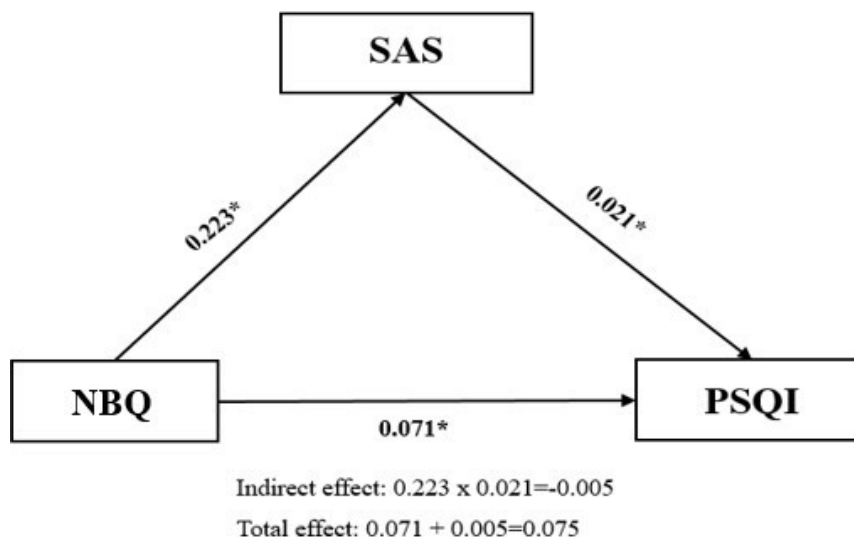 SAS
0.223*
0.021*
NBQ
PSQI
0.071*
Indirect effect: 0.223 x 0.021=-0.005
Total effect: 0.071 + 0.005=0.075